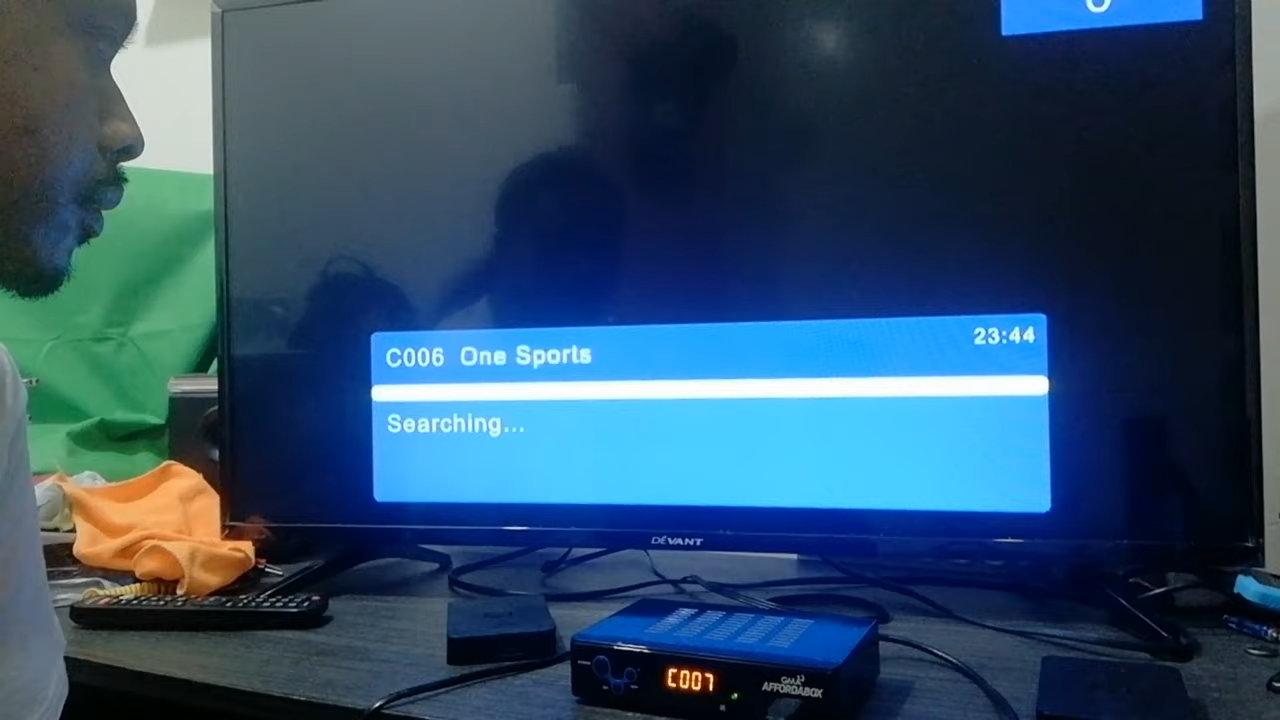 C006 One Sports
23:44
Searching...
DEVANT
C007
GMA
AFFORDABOX